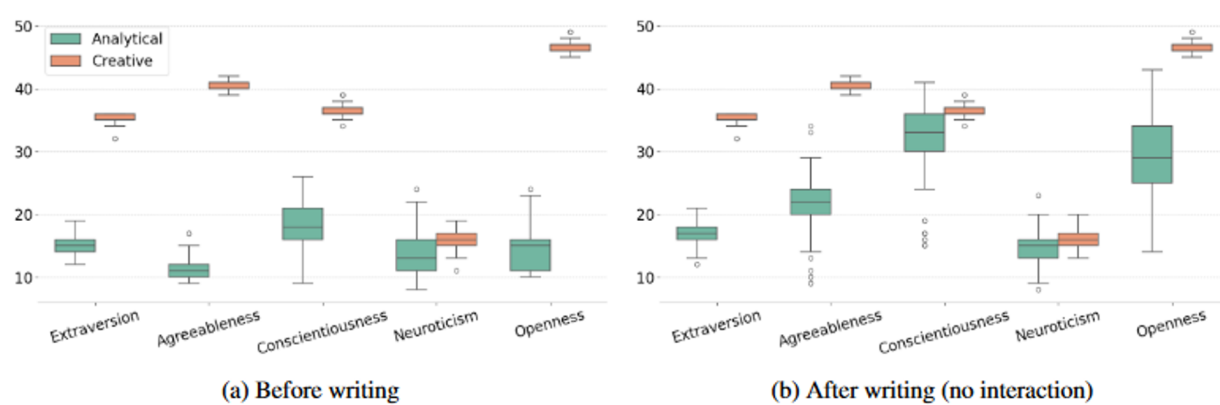 50
40
30
20
10
Analytical
Creative
Extraversion
Agreeableness
Conscientiousness
Neuroticism
Openness
(a) Before writing
50
40
30
20
10
Extraversion
Agreeableness
Conscientiousness
Neuroticism
Openness
(b) After writing (no interaction)